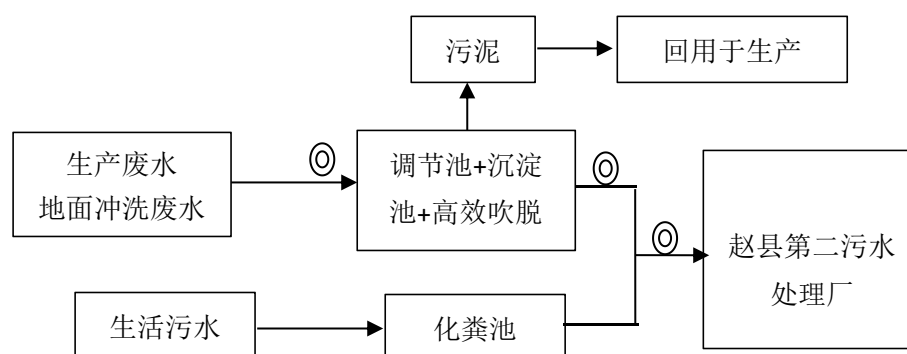 污泥
回用于生产
生产废水
地面冲洗废水
调节池+沉淀
池+高效吹脱
赵县第二污水
处理厂
生活污水
化粪池